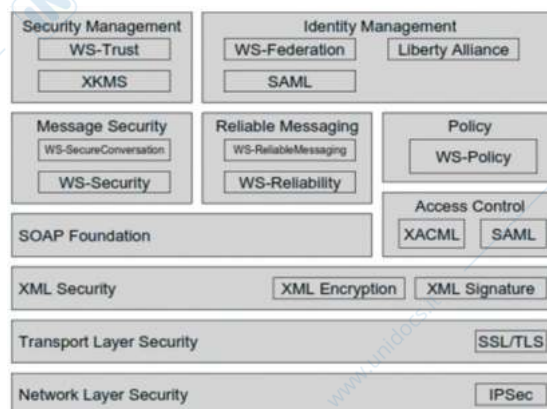 Security Management
WS-Trust
XKMS
Identity Management
WS-Federation
Liberty Alliance
SAML
Message Security
WS-SecureConversation
WS-Security
Reliable Messaging
WS-ReliableMessaging
WS-Reliability
Policy
WS-Policy
Access Control
XACML
SAML
SOAP Foundation
XML Security
XML Encryption
XML Signature
Transport Layer Security
SSL/TLS
Network Layer Security
IPSec